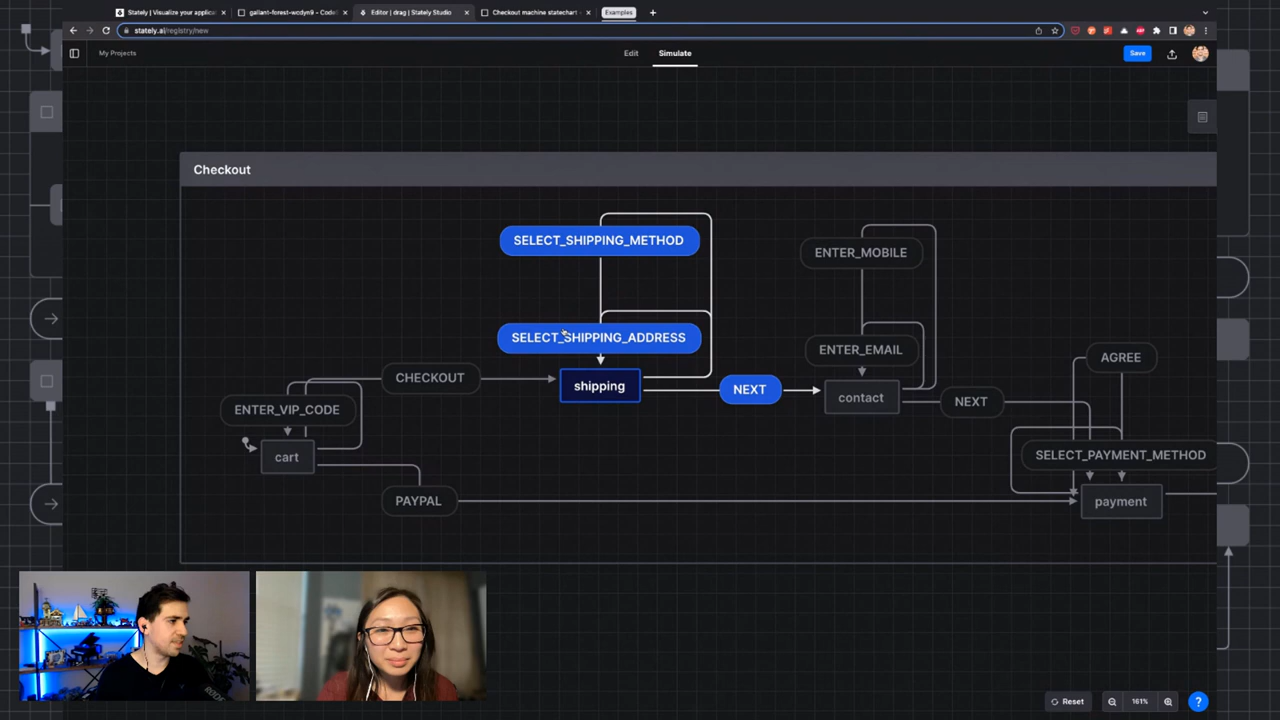 Stately | Visualize your applic
gallant-forest-wcdyn9 – Code
Editor | drag | Stately Studio
Checkout machine statechart
Examples
stately.ai/registry/new
My Projects
Edit
Simulate
Save
Checkout
SELECT_SHIPPING_METHOD
ENTER_MOBILE
SELECT_SHIPPING_ADDRESS
ENTER_EMAIL
AGREE
CHECKOUT
shipping
NEXT
contact
NEXT
ENTER_VIP_CODE
cart
SELECT_PAYMENT_METHOD
PAYPAL
payment
Reset
161%
?